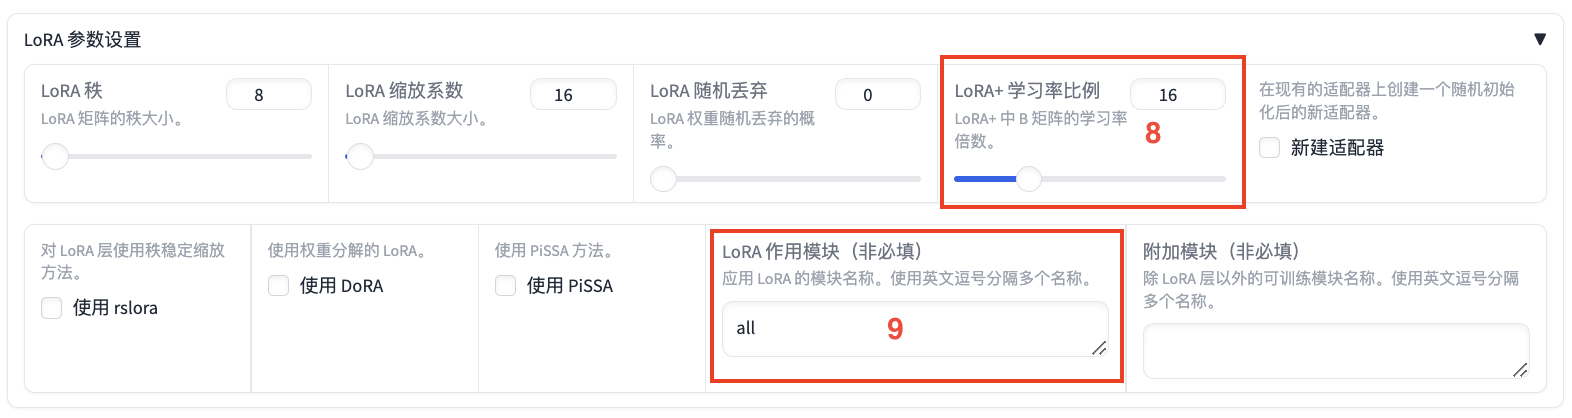 LoRA 参数设置
▼
LoRA 秩
8
LoRA 矩阵的秩大小。
LoRA 缩放系数
16
LoRA 缩放系数大小。
LoRA 随机丢弃
0
LoRA 权重随机丢弃的概
率。
LoRA+ 学习率比例
16
LoRA+ 中 B 矩阵的学习率
倍数。
8
在现有的适配器上创建一个随机初始
化后的新适配器。
新建适配器
对 LoRA 层使用秩稳定缩放
方法。
使用 rslora
使用权重分解的 LoRA。
使用 DoRA
使用 PiSSA 方法。
使用 PiSSA
LoRA 作用模块（非必填）
应用 LoRA 的模块名称。使用英文逗号分隔多个名称。
all
9
附加模块（非必填）
除 LoRA 层以外的可训练模块名称。使用英文逗号分隔
多个名称。